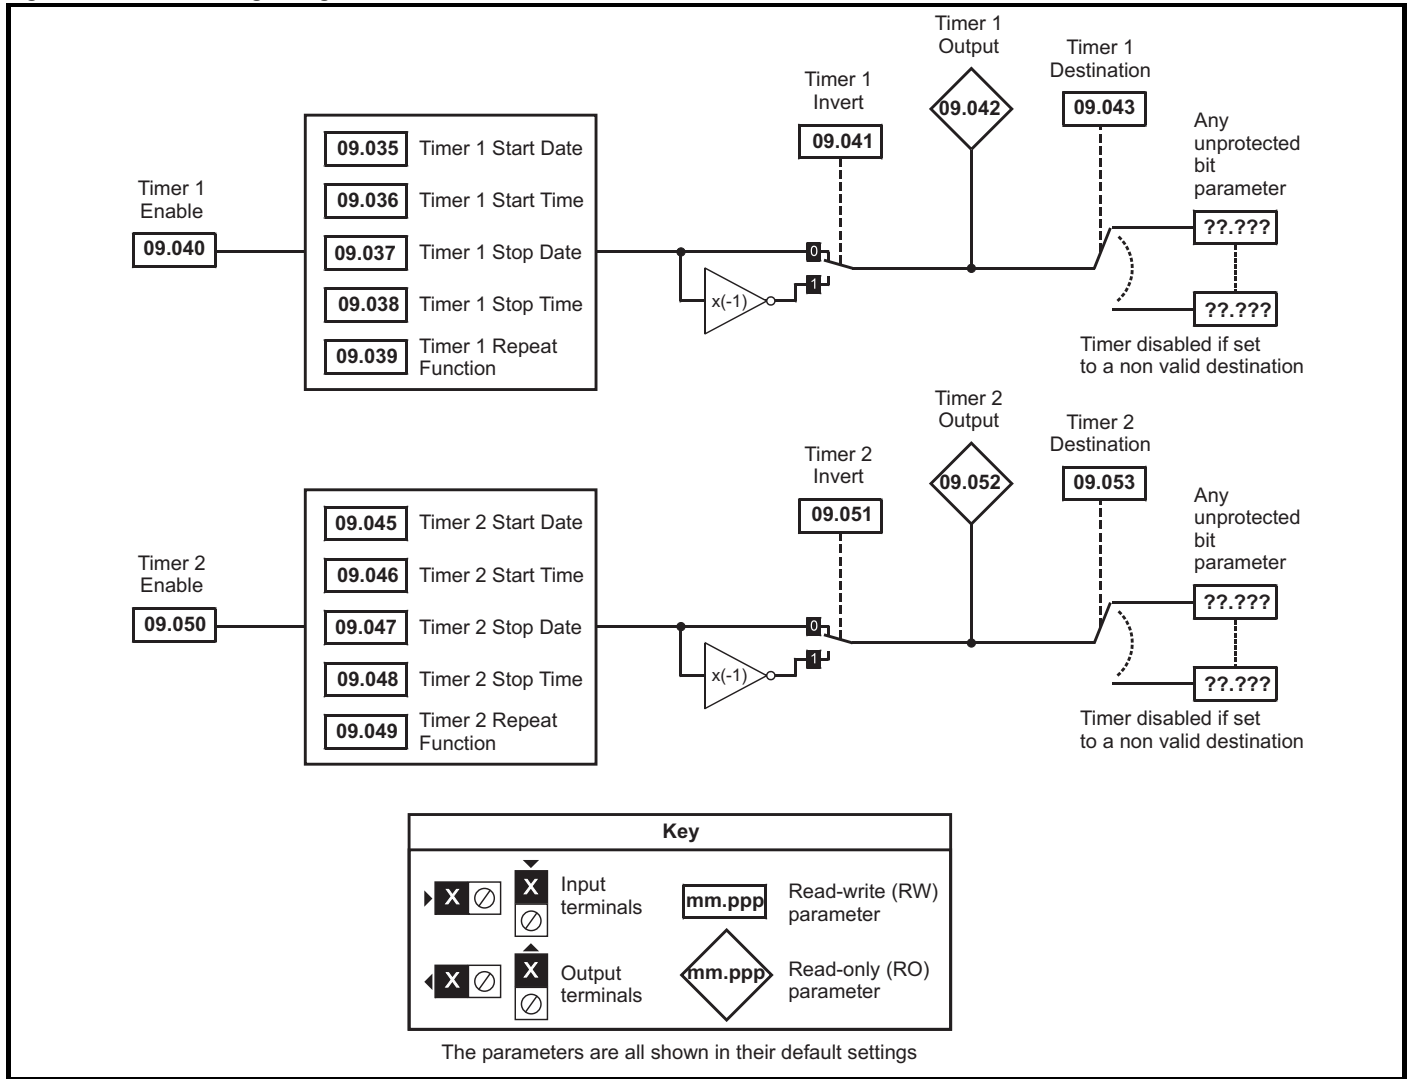 Timer 1
Output
Timer 1
Destination
Timer 1
Invert
09.042
09.043
Any
unprotected
bit
parameter
09.041
09.035 Timer 1 Start Date
Timer 1
Enable
09.036 Timer 1 Start Time
09.040
09.037 Timer 1 Stop Date
0
??.???
1
x(-1)
09.038 Timer 1 Stop Time
??.???
09.039 Timer 1 Repeat
Function
Timer disabled if set
to a non valid destination
Timer 2
Output
Timer 2
Destination
Timer 2
Invert
09.052
09.053
Any
unprotected
bit
parameter
09.051
09.045 Timer 2 Start Date
Timer 2
Enable
09.046 Timer 2 Start Time
09.050
09.047 Timer 2 Stop Date
0
??.???
1
x(-1)
09.048 Timer 2 Stop Time
??.???
09.049 Timer 2 Repeat
Function
Timer disabled if set
to a non valid destination
Key
X
X
Input
terminals
mm.ppp
Read-write (RW)
parameter
X
X
Output
terminals
mm.ppp
Read-only (RO)
parameter
The parameters are all shown in their default settings